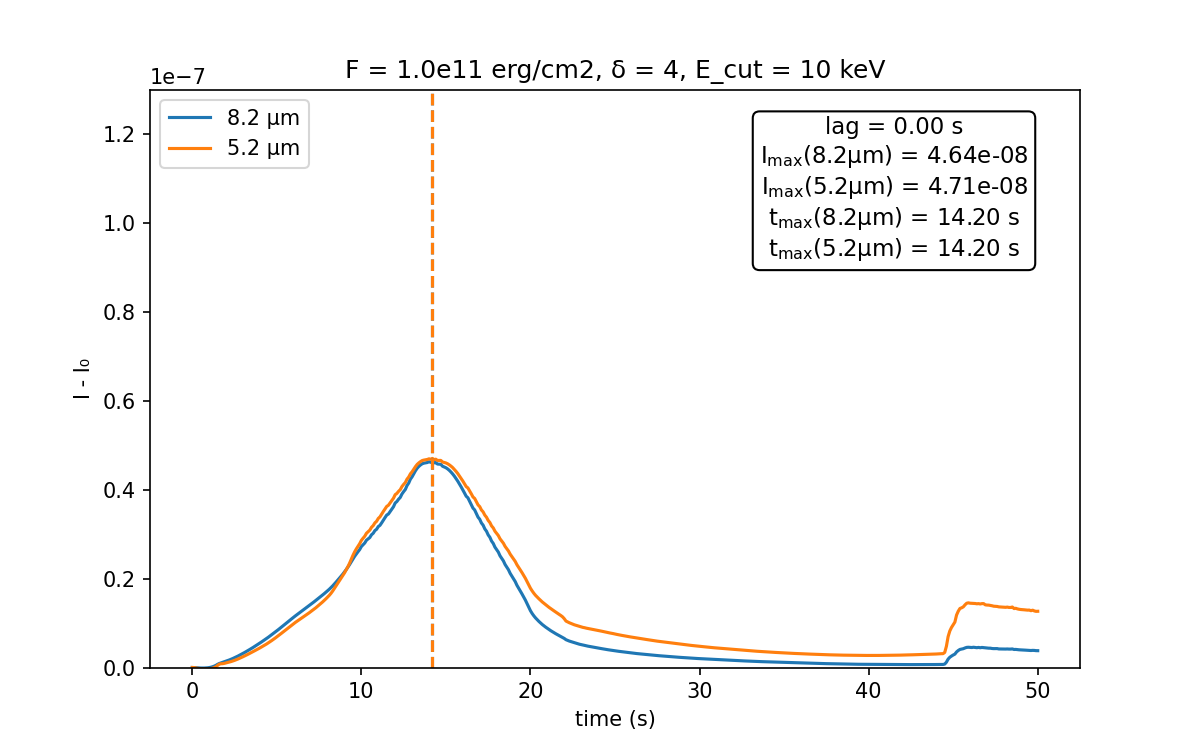 F = 1.0e11 erg/cm2, δ = 4, E_cut = 10 keV
1e−7
8.2 μm
5.2 μm
lag = 0.00 s
Imax(8.2μm) = 4.64e-08
Imax(5.2μm) = 4.71e-08
tmax(8.2μm) = 14.20 s
tmax(5.2μm) = 14.20 s
1.2
1.0
0.8
0.6
0.4
0.2
0.0
I - I₀
0 10 20 30 40 50
time (s)